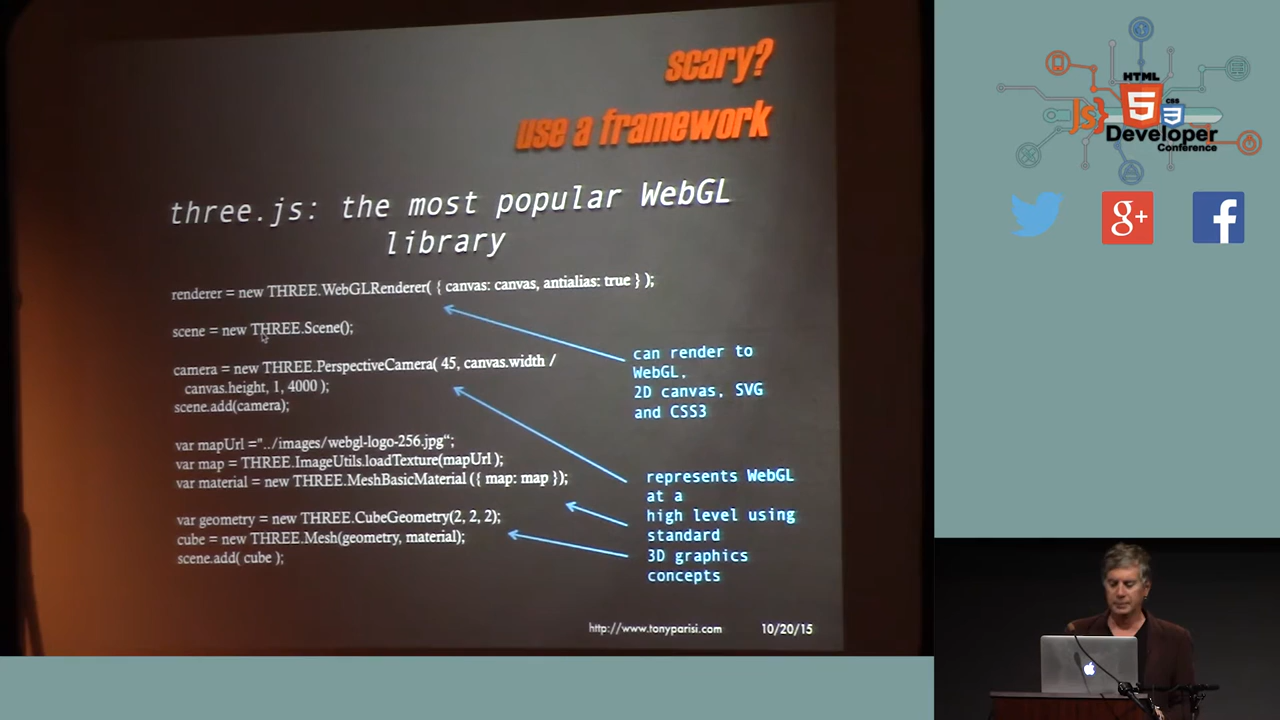 scary?
use a framework
three.js: the most popular WebGL
library
renderer = new THREE.WebGLRenderer( { canvas: canvas, antialias: true } );
scene = new THREE.Scene();
camera = new THREE.PerspectiveCamera( 45, canvas.width /
canvas.height, 1, 4000 );
scene.add(camera);
var mapUrl ="../images/webgl-logo-256.jpg“;
var map = THREE.ImageUtils.loadTexture(mapUrl );
var material = new THREE.MeshBasicMaterial ({ map: map });
var geometry = new THREE.CubeGeometry(2, 2, 2);
cube = new THREE.Mesh(geometry, material);
scene.add( cube );
can render to
WebGL,
2D canvas, SVG
and CSS3
represents WebGL
at a
high level using
standard
3D graphics
concepts
http://www.tonyparisi.com
10/20/15
HTML
Js}
5
css
3
Developer
Conference
g+
f